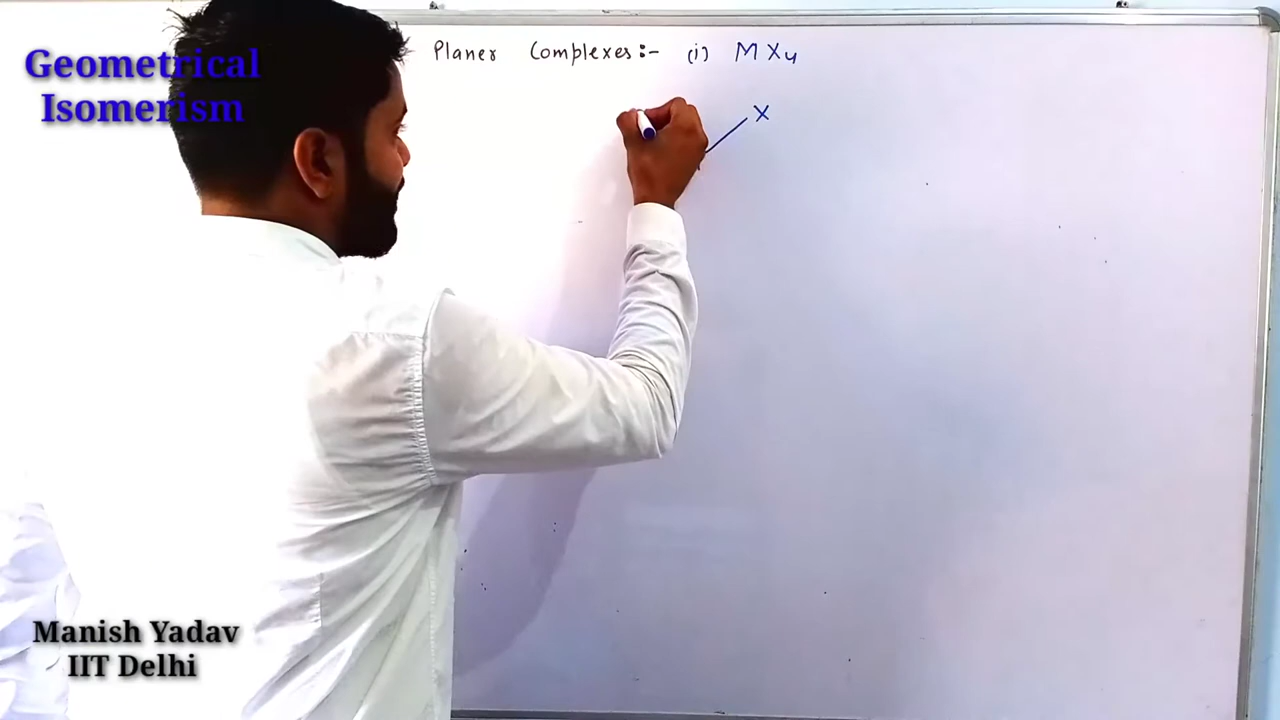 Geometrical
Isomerism
Planer Complexes:- (i) MX4
X
Manish Yadav
IIT Delhi